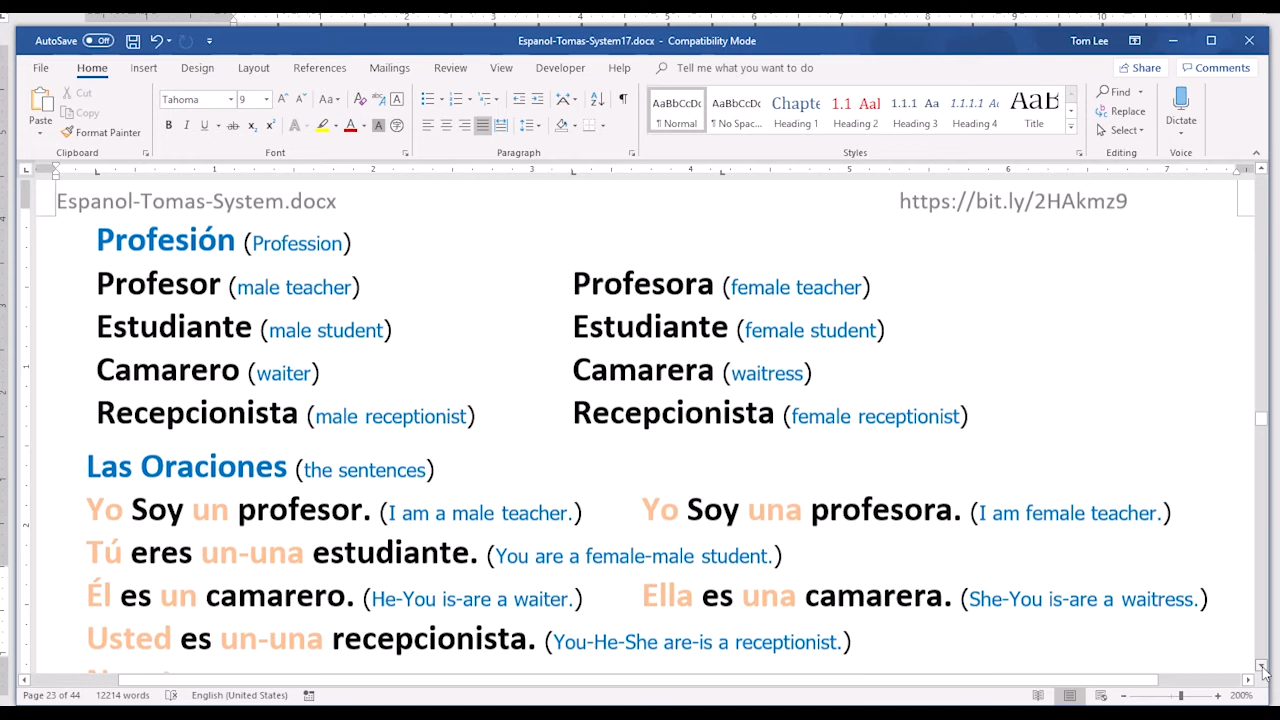 AutoSave Off Espanol-Tomas-System17.docx - Compatibility Mode Tom Lee
File Home Insert Design Layout References Mailings Review View Developer Help Tell me what you want to do Share Comments
Paste Cut Copy Format Painter
Tahoma 9 Aa
AaBbCcDc AaBbCcDc Chapte 1.1 Aal 1.1.1 Aa 1.1.1.1 Ac AaB
¶ Normal ¶ No Spac... Heading 1 Heading 2 Heading 3 Heading 4 Title
Find Replace Select Dictate
Clipboard Font Paragraph Styles Editing Voice
Espanol-Tomas-System.docx https://bit.ly/2HAkmz9
Profesión (Profession)
Profesor (male teacher) Profesora (female teacher)
Estudiante (male student) Estudiante (female student)
Camarero (waiter) Camarera (waitress)
Recepcionista (male receptionist) Recepcionista (female receptionist)
Las Oraciones (the sentences)
Yo Soy un profesor. (I am a male teacher.) Yo Soy una profesora. (I am female teacher.)
Tú eres un-una estudiante. (You are a female-male student.)
Él es un camarero. (He-You is-are a waiter.) Ella es una camarera. (She-You is-are a waitress.)
Usted es un-una recepcionista. (You-He-She are-is a receptionist.)
Page 23 of 44 12214 words English (United States) 200%